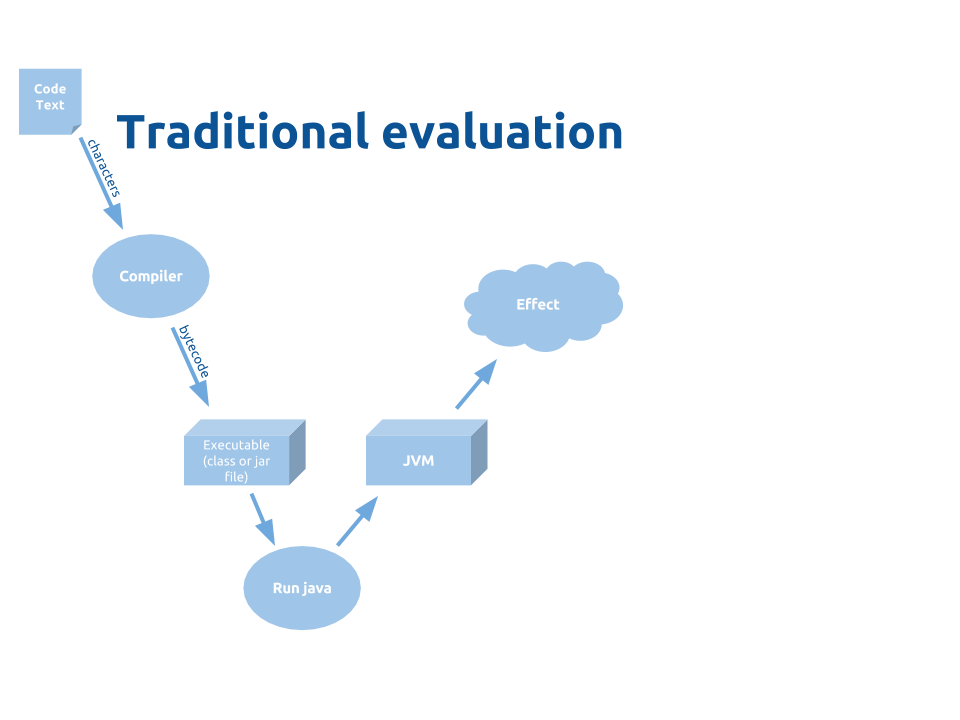 Code
Text
Traditional evaluation
characters
Compiler
bytecode
Effect
Executable
(class or jar
file)
JVM
Run java